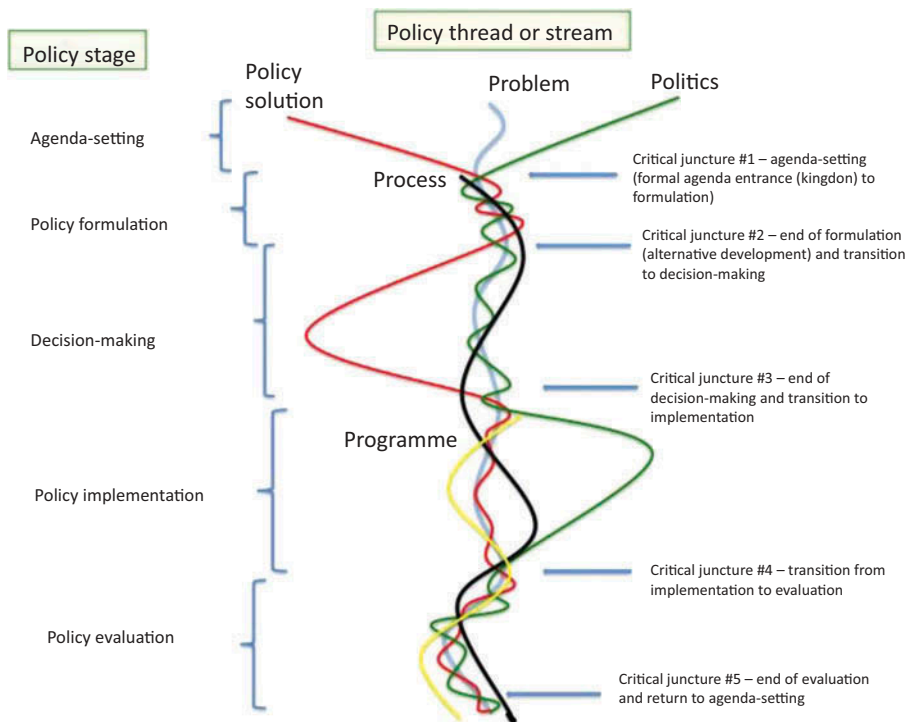 Policy thread or stream
Policy stage
Policy
solution
Problem
Politics
Agenda-setting
Process
Critical juncture #1 – agenda-setting
(formal agenda entrance (kingdon) to
formulation)
Policy formulation
Critical juncture #2 – end of formulation
(alternative development) and transition
to decision-making
Decision-making
Critical juncture #3 – end of
decision-making and transition to
implementation
Programme
Policy implementation
Critical juncture #4 – transition from
implementation to evaluation
Policy evaluation
Critical juncture #5 – end of evaluation
and return to agenda-setting